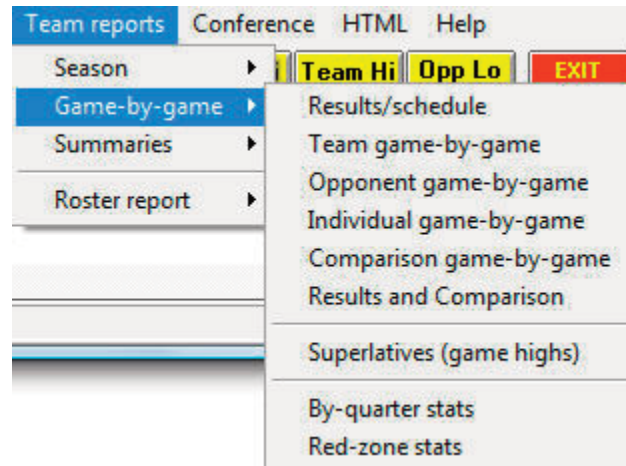 Team reports Conference HTML Help
Season
Team Hi Opp Lo EXIT
Game-by-game
Summaries
Roster report
Results/schedule
Team game-by-game
Opponent game-by-game
Individual game-by-game
Comparison game-by-game
Results and Comparison
Superlatives (game highs)
By-quarter stats
Red-zone stats